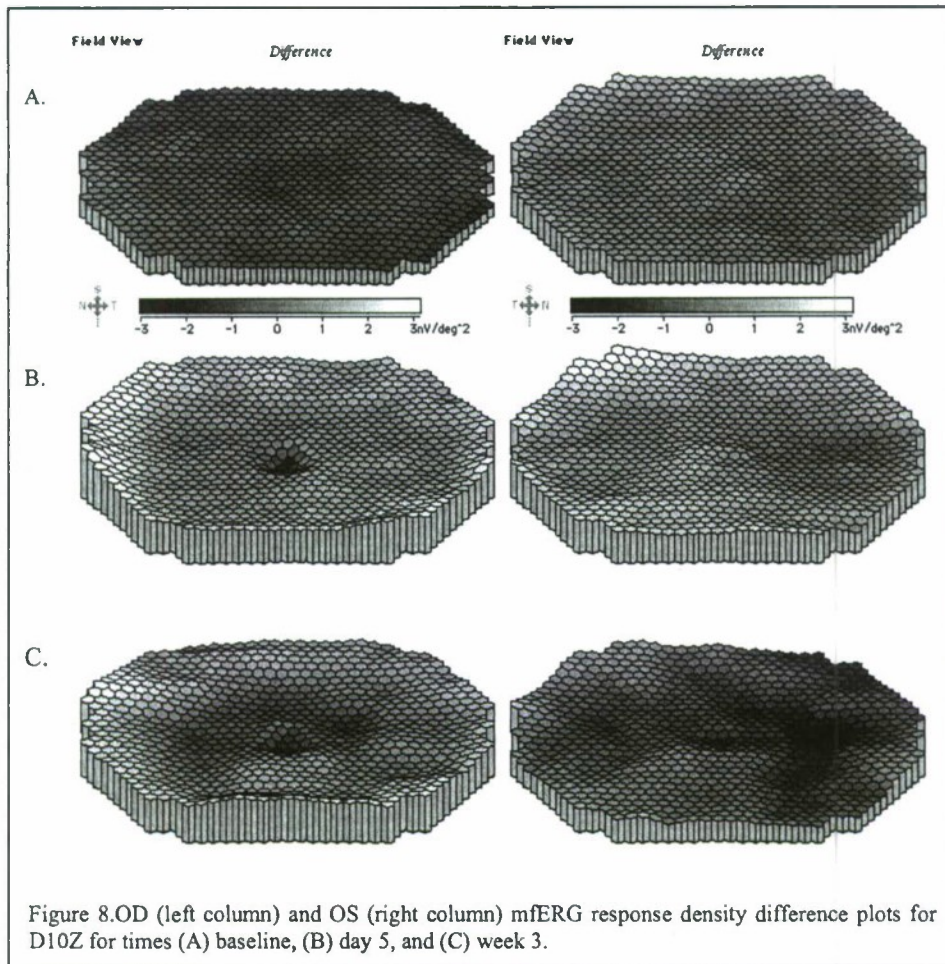 Field View
Difference
Field View
Difference
A.
S
N T
I
-3 -2 -1 0 1 2 3nV/deg^2
S
T N
I
-3 -2 -1 0 1 2 3nV/deg^2
B.
C.
Figure 8.OD (left column) and OS (right column) mfERG response density difference plots for
D10Z for times (A) baseline, (B) day 5, and (C) week 3.